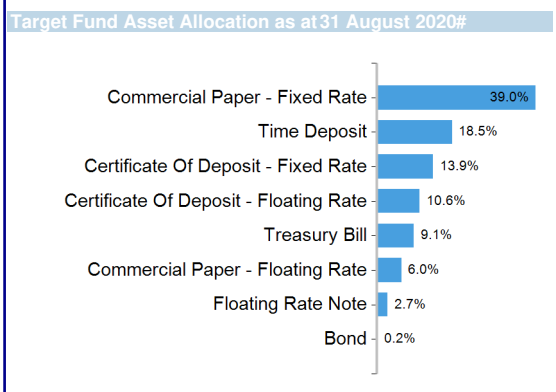 Target Fund Asset Allocation as at 31 August 2020#
Commercial Paper - Fixed Rate 39.0%
Time Deposit 18.5%
Certificate Of Deposit - Fixed Rate 13.9%
Certificate Of Deposit - Floating Rate 10.6%
Treasury Bill 9.1%
Commercial Paper - Floating Rate 6.0%
Floating Rate Note 2.7%
Bond 0.2%